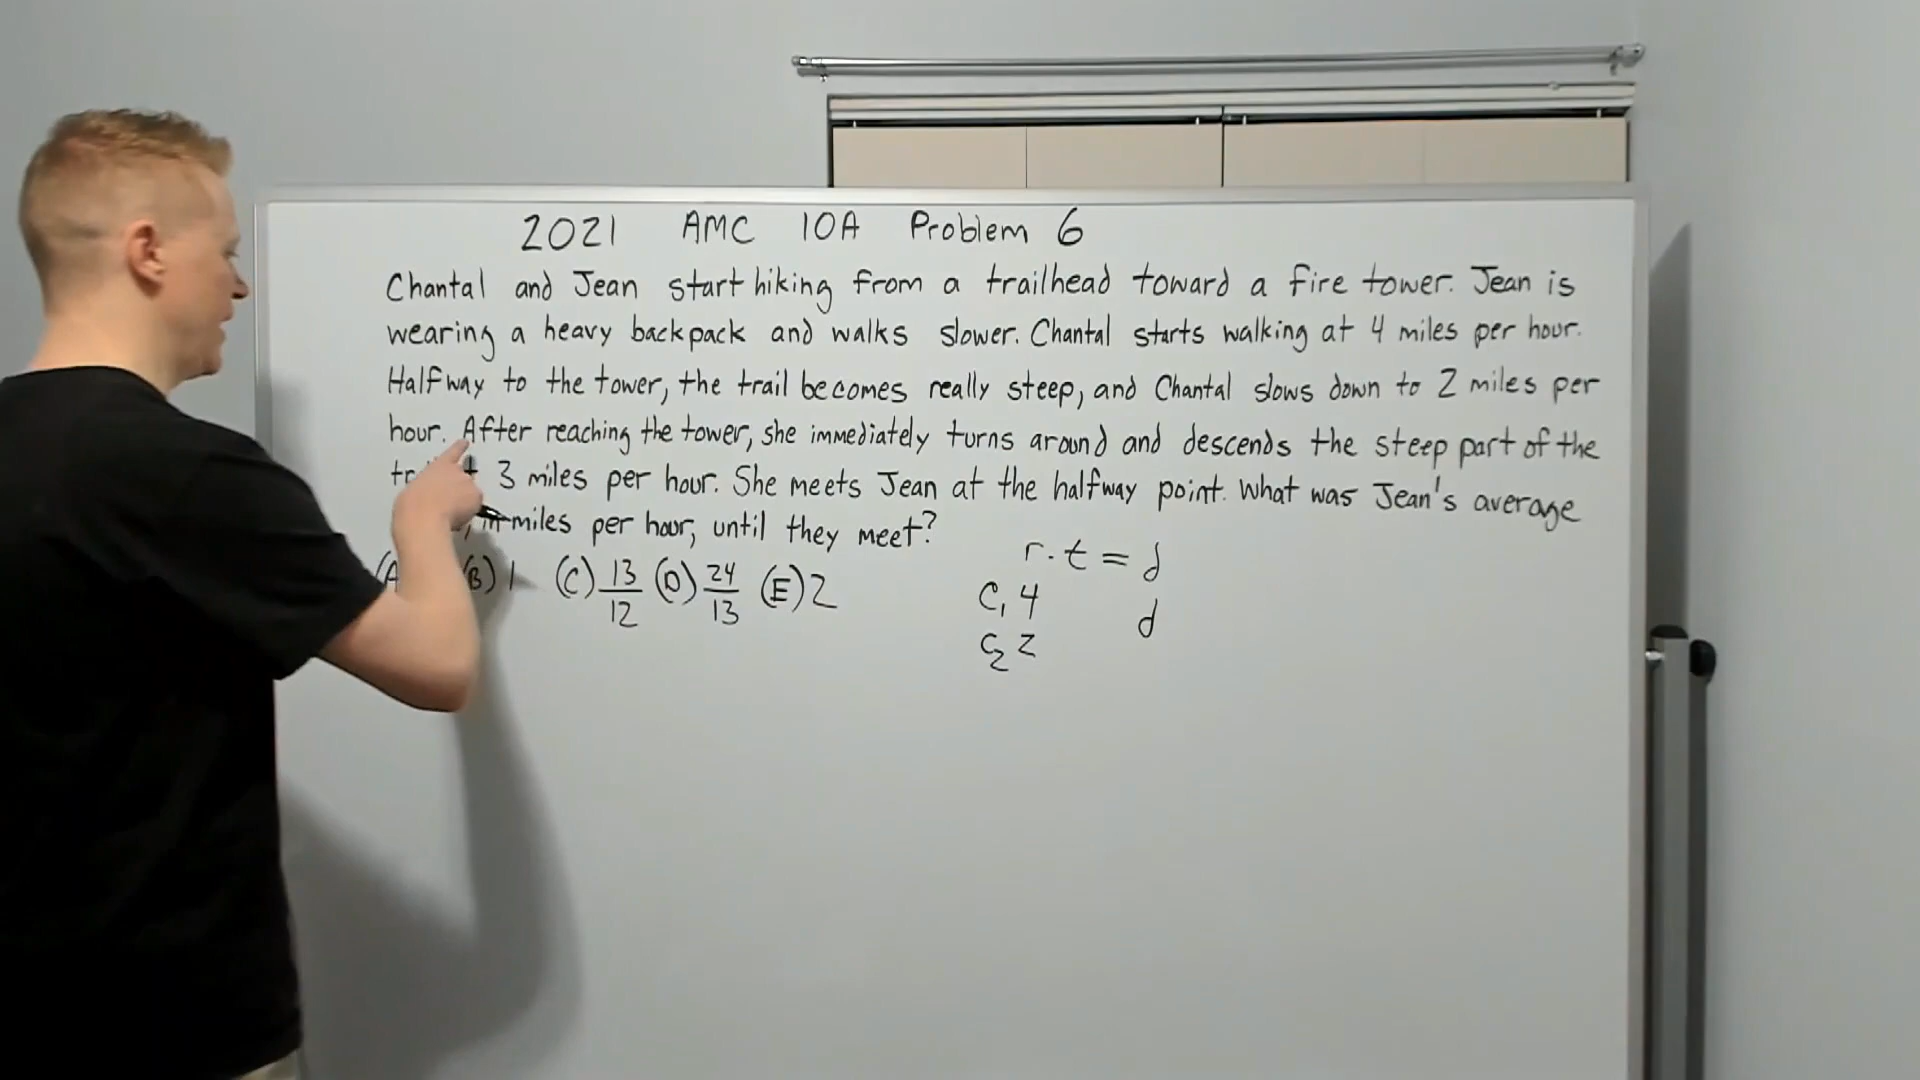 2021 AMC 10A Problem 6
Chantal and Jean start hiking from a trailhead toward a fire tower. Jean is
wearing a heavy backpack and walks slower. Chantal starts walking at 4 miles per hour.
Halfway to the tower, the trail becomes really steep, and Chantal slows down to 2 miles per
hour. After reaching the tower, she immediately turns around and descends the steep part of the
3 miles per hour. She meets Jean at the halfway point. What was Jean's average
in miles per hour, until they meet?
(A (B) 1 (C) 13/12 (D) 24/13 (E) 2
r · t = d
C₁ 4 d
C₂ 2